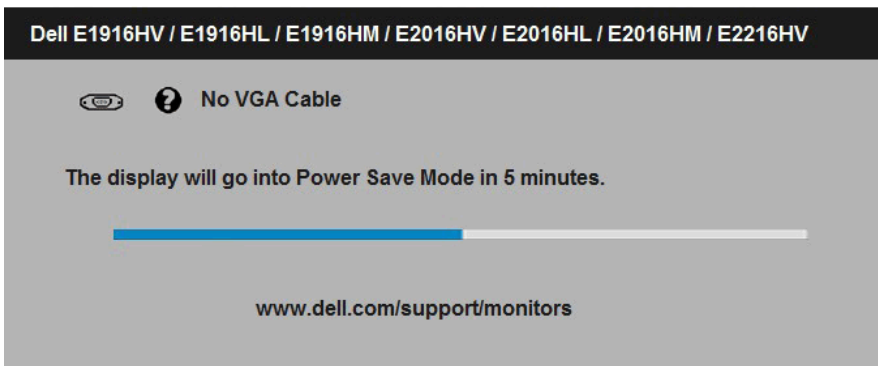 Dell E1916HV / E1916HL / E1916HM / E2016HV / E2016HL / E2016HM / E2216HV
? No VGA Cable
The display will go into Power Save Mode in 5 minutes.
www.dell.com/support/monitors